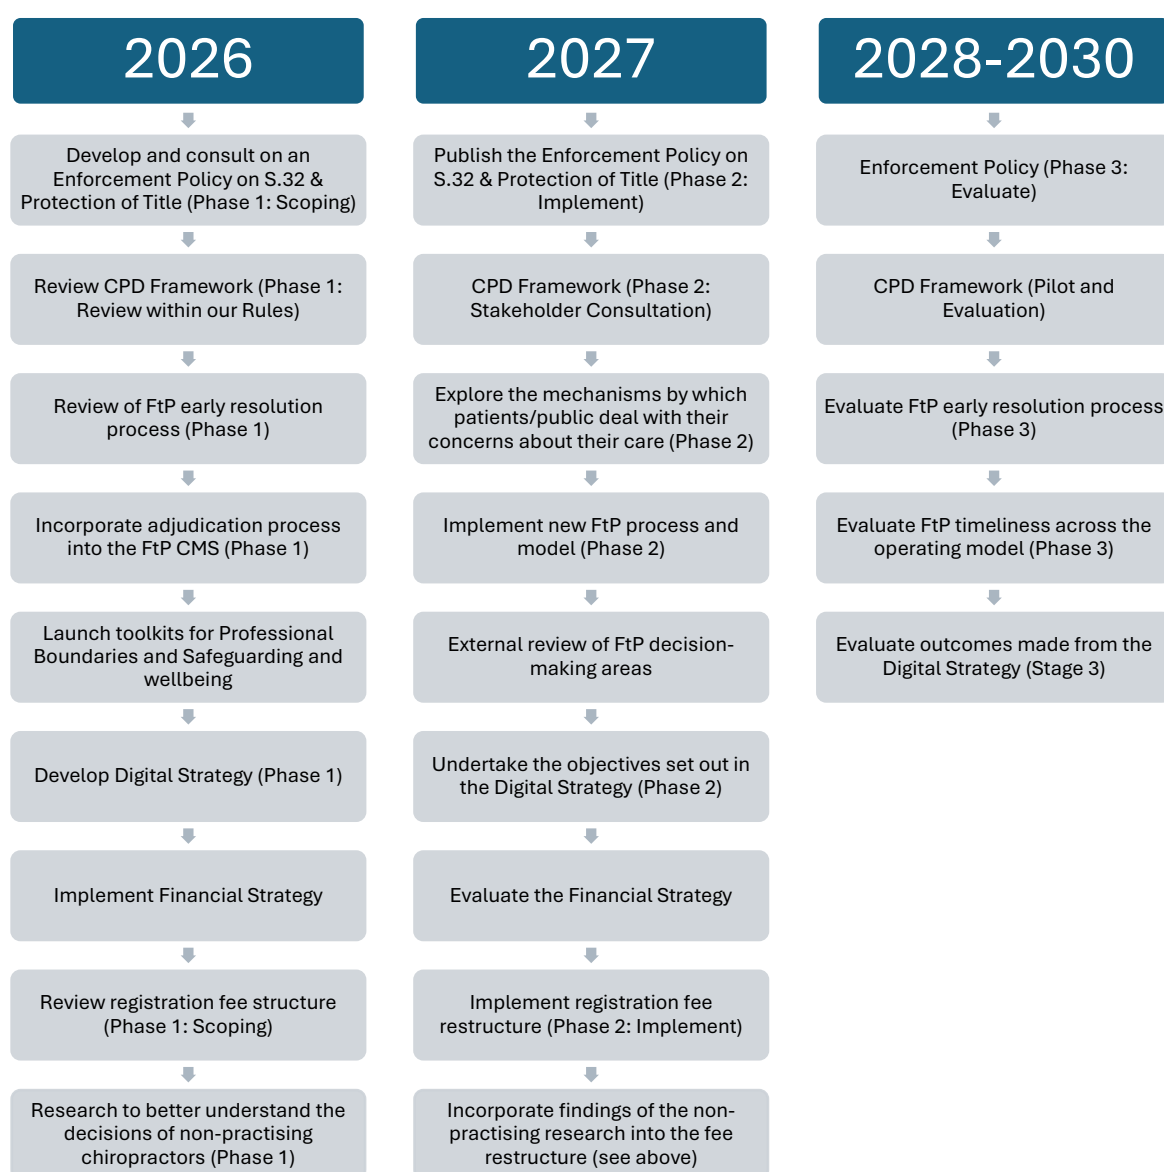 2026
Develop and consult on an
Enforcement Policy on S.32 &
Protection of Title (Phase 1: Scoping)
Review CPD Framework (Phase 1:
Review within our Rules)
Review of FtP early resolution
process (Phase 1)
Incorporate adjudication process
into the FtP CMS (Phase 1)
Launch toolkits for Professional
Boundaries and Safeguarding and
wellbeing
Develop Digital Strategy (Phase 1)
Implement Financial Strategy
Review registration fee structure
(Phase 1: Scoping)
Research to better understand the
decisions of non-practising
chiropractors (Phase 1)
2027
Publish the Enforcement Policy on
S.32 & Protection of Title (Phase 2:
Implement)
CPD Framework (Phase 2:
Stakeholder Consultation)
Explore the mechanisms by which
patients/public deal with their
concerns about their care (Phase 2)
Implement new FtP process and
model (Phase 2)
External review of FtP decision-
making areas
Undertake the objectives set out in
the Digital Strategy (Phase 2)
Evaluate the Financial Strategy
Implement registration fee
restructure (Phase 2: Implement)
Incorporate findings of the non-
practising research into the fee
restructure (see above)
2028-2030
Enforcement Policy (Phase 3:
Evaluate)
CPD Framework (Pilot and
Evaluation)
Evaluate FtP early resolution process
(Phase 3)
Evaluate FtP timeliness across the
operating model (Phase 3)
Evaluate outcomes made from the
Digital Strategy (Stage 3)